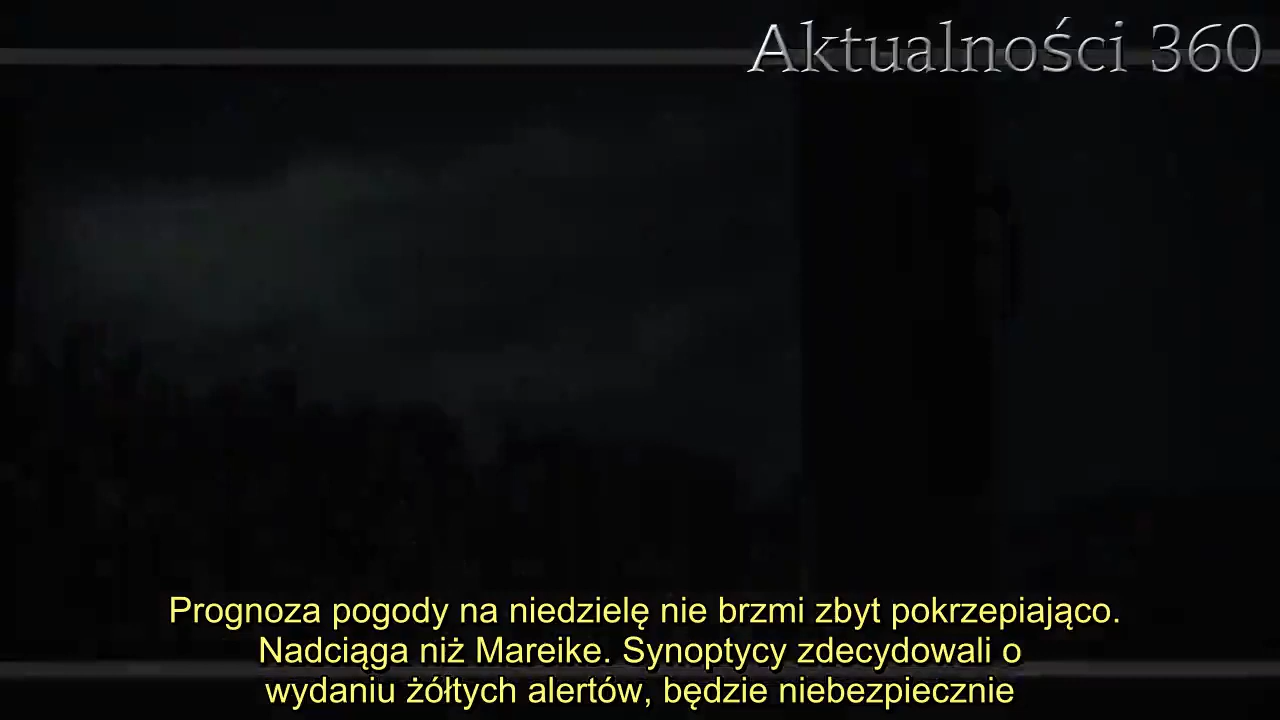 Aktualności 360
Prognoza pogody na niedzielę nie brzmi zbyt pokrzepiająco.
Nadciąga niż Mareike. Synoptycy zdecydowali o
wydaniu żółtych alertów, będzie niebezpiecznie